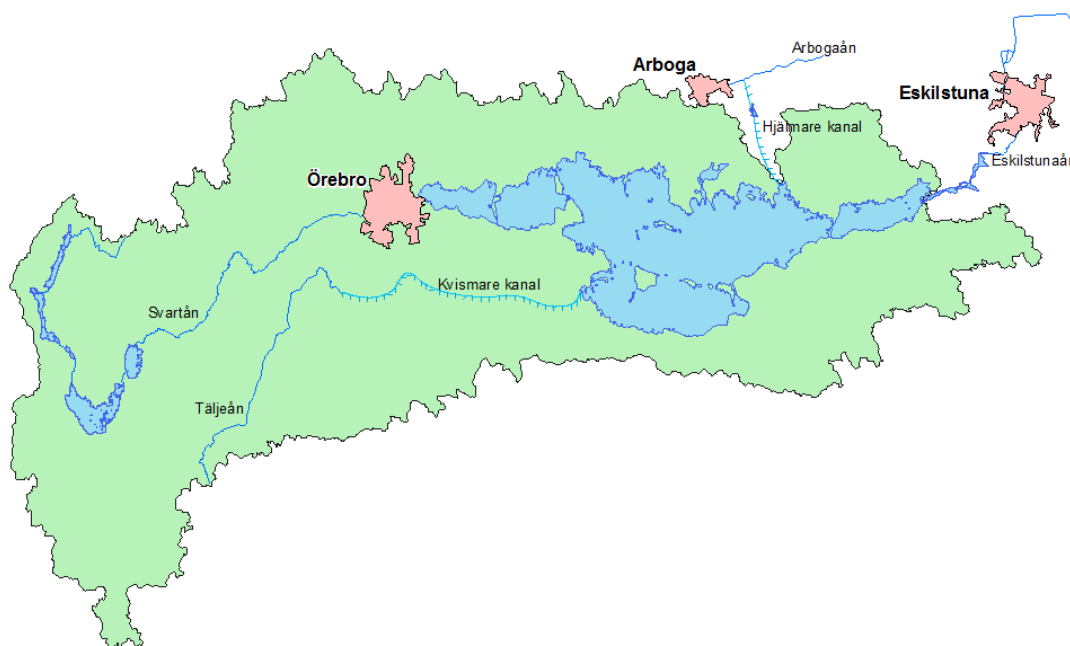 Arbogaån
Arboga
Eskilstuna
Hjälmare kanal
Eskilstunaån
Örebro
Kvismare kanal
Svartån
Täljeån